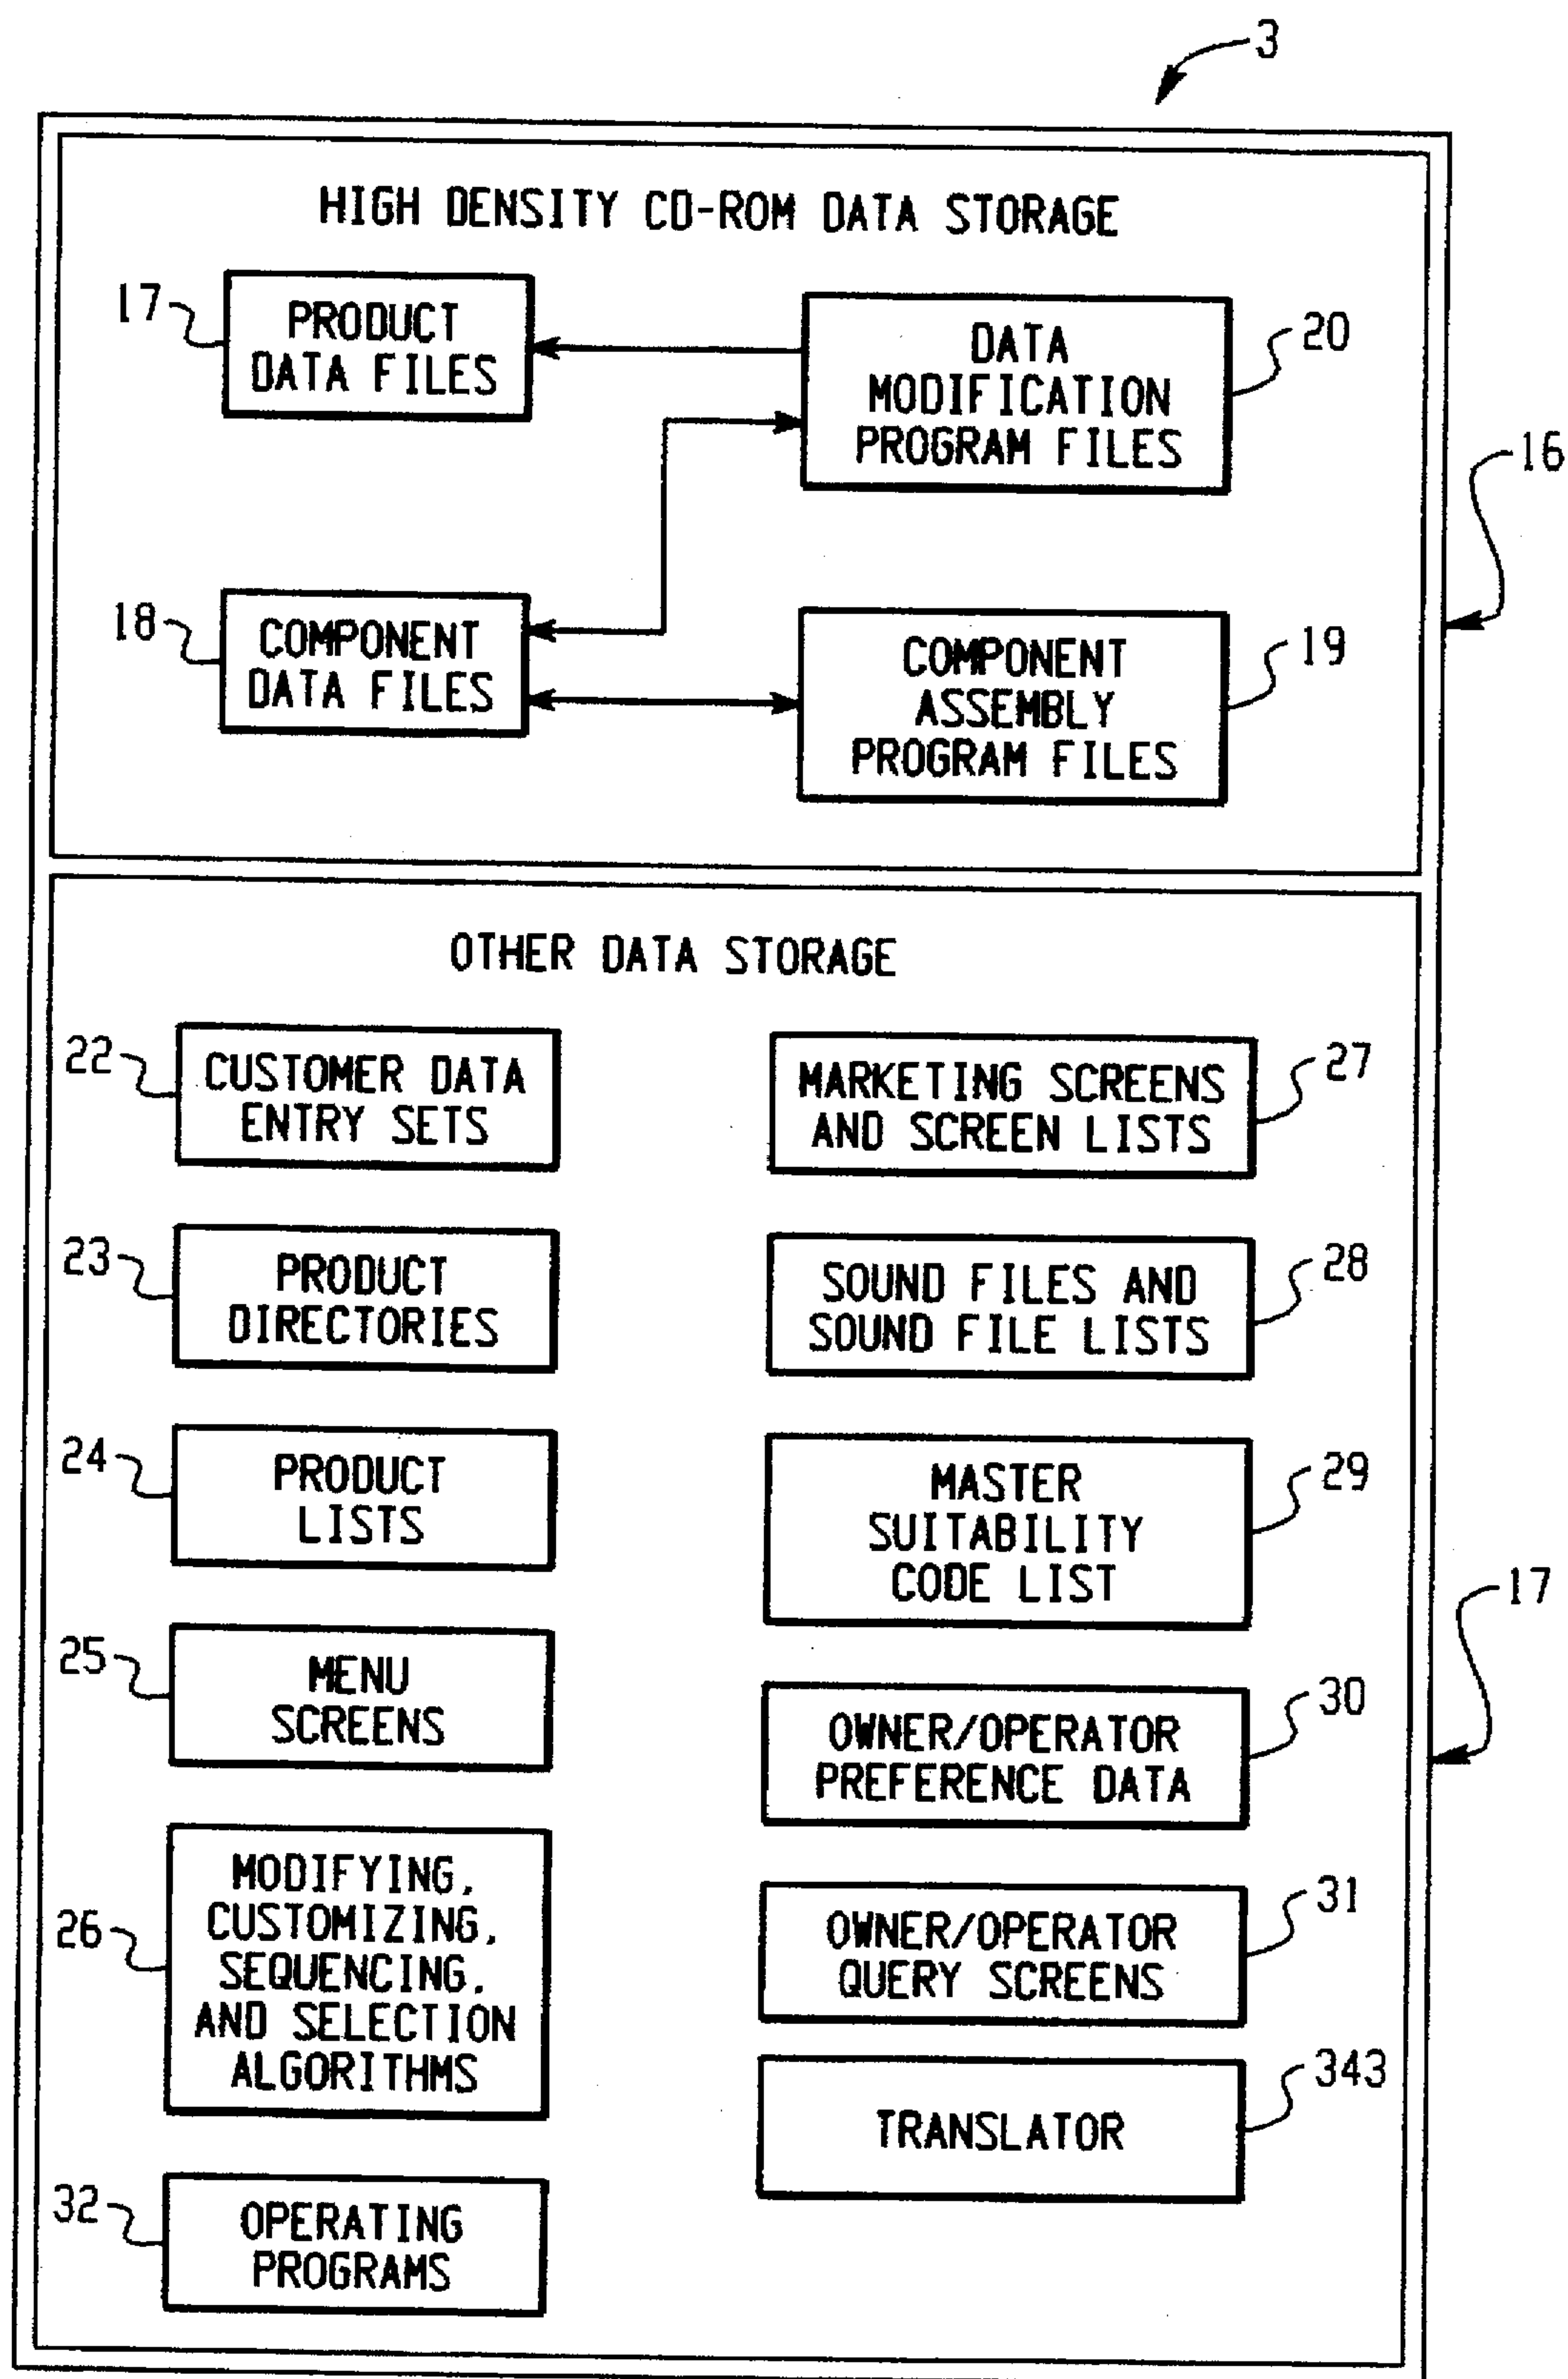 3
HIGH DENSITY CD-ROM DATA STORAGE
17
PRODUCT
DATA FILES
DATA
MODIFICATION
PROGRAM FILES
20
16
18
COMPONENT
DATA FILES
COMPONENT
ASSEMBLY
PROGRAM FILES
19
OTHER DATA STORAGE
22
CUSTOMER DATA
ENTRY SETS
23
PRODUCT
DIRECTORIES
24
PRODUCT
LISTS
25
MENU
SCREENS
26
MODIFYING,
CUSTOMIZING,
SEQUENCING,
AND SELECTION
ALGORITHMS
32
OPERATING
PROGRAMS
MARKETING SCREENS
AND SCREEN LISTS
27
SOUND FILES AND
SOUND FILE LISTS
28
MASTER
SUITABILITY
CODE LIST
29
17
OWNER/OPERATOR
PREFERENCE DATA
30
OWNER/OPERATOR
QUERY SCREENS
31
TRANSLATOR
343